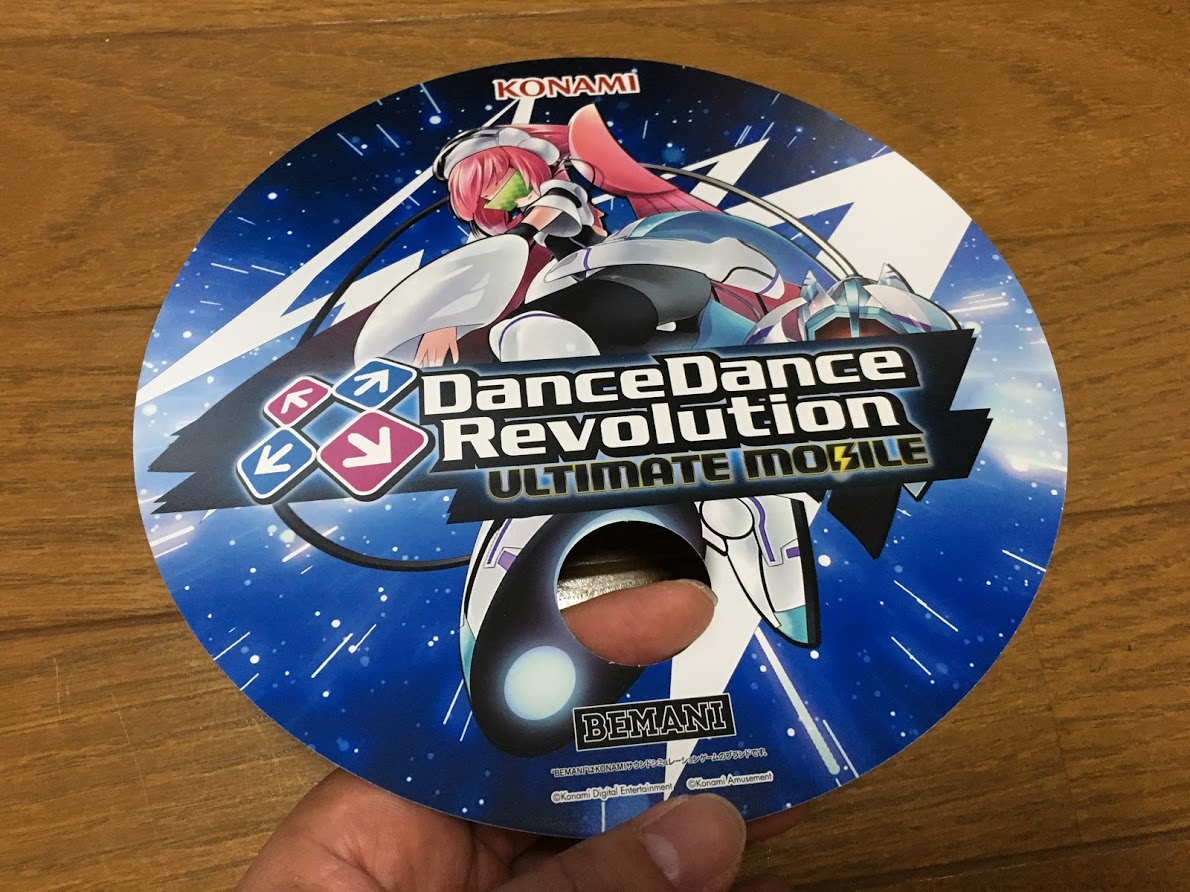 KONAMI
DanceDance
Revolution
ULTIMATE MOBILE
BEMANI
"BEMANI"はKONAMIサウンドシミュレーションゲームのブランドです。
©Konami Digital Entertainment ©Konami Amusement